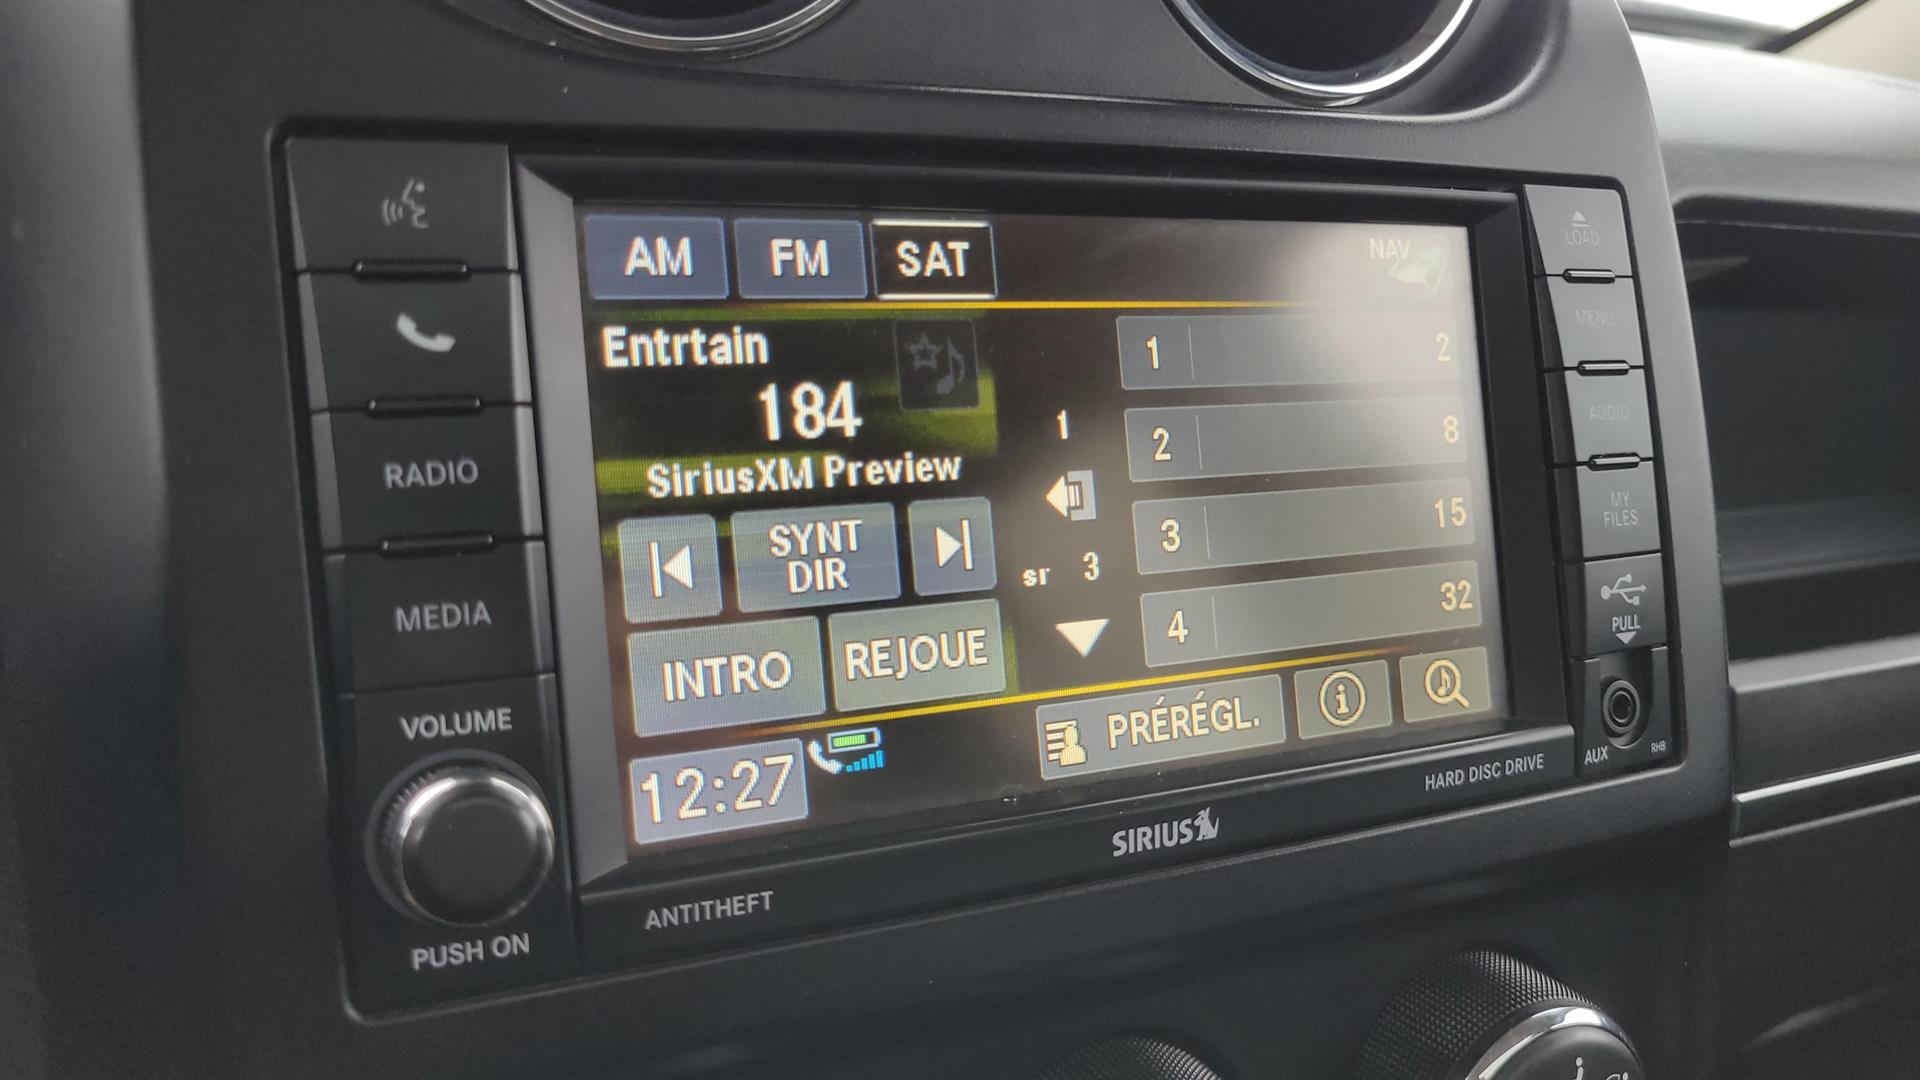 AM FM SAT NAV
Entrtain
184
SiriusXM Preview
SYNT
DIR
INTRO REJOUE
12:27
1
sr 3
1 2
2 8
3 15
4 32
PRÉRÉGL.
RADIO
MEDIA
VOLUME
PUSH ON
ANTITHEFT
SIRIUS
HARD DISC DRIVE
LOAD
MENU
AUDIO
MY
FILES
PULL
AUX
RHB